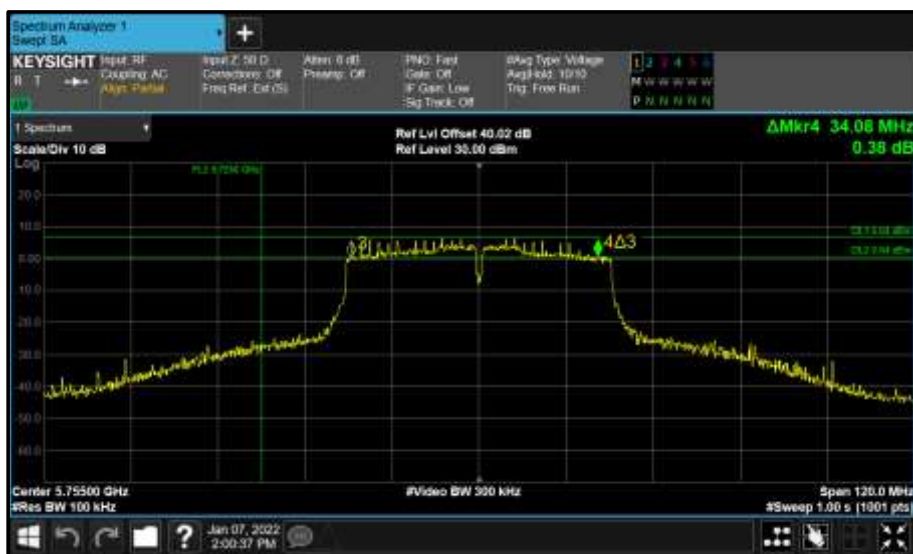 Spectrum Analyzer 1
Swept SA
KEYSIGHT
R T
Input: RF
Coupling: AC
Align: Partial
Input Z: 50 Ω
Corrections: Off
Freq Ref: Ext (S)
Atten: 0 dB
Preamp: Off
PNO: Fast
Gate: Off
IF Gain: Low
Sig Track: Off
#Avg Type: Voltage
Avg|Hold: 10/10
Trig: Free Run
1 2 3 4 5 6
M W W W W W
P N N N N N
1 Spectrum
Scale/Div 10 dB
Ref Lvl Offset 40.02 dB
Ref Level 30.00 dBm
ΔMkr4 34.08 MHz
0.38 dB
Log
20.0
10.0
0.00
-10.0
-20.0
-30.0
-40.0
-50.0
-60.0
4Δ3
Center 5.75500 GHz
#Res BW 100 kHz
#Video BW 300 kHz
Span 120.0 MHz
#Sweep 1.00 s (1001 pts)
?
Jan 07, 2022
2:00:37 PM